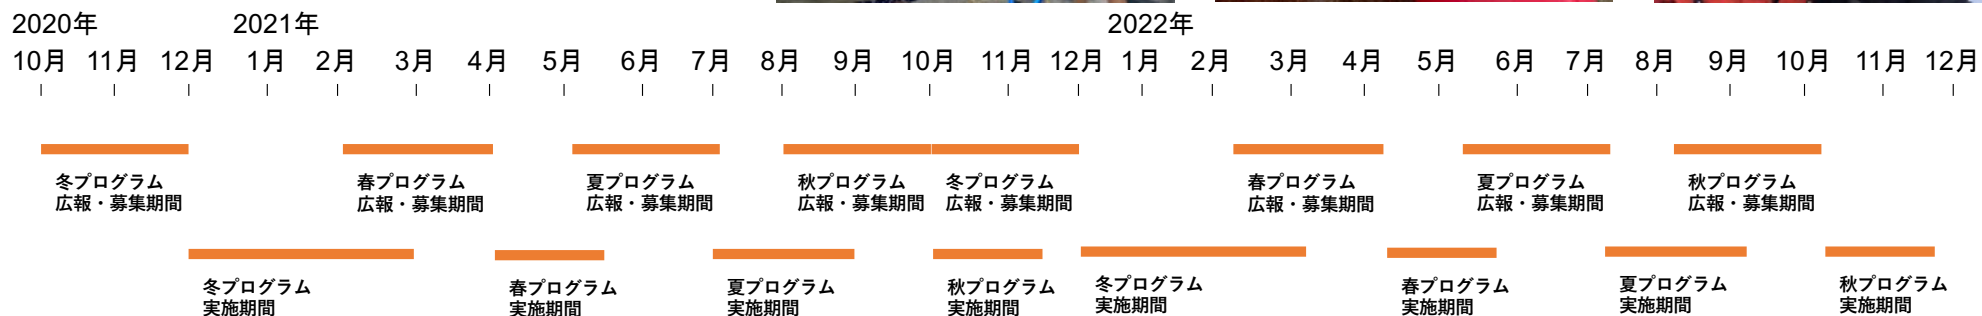 2020年 2021年 2022年
10月 11月 12月 1月 2月 3月 4月 5月 6月 7月 8月 9月 10月 11月 12月 1月 2月 3月 4月 5月 6月 7月 8月 9月 10月 11月 12月
冬プログラム
広報・募集期間
春プログラム
広報・募集期間
夏プログラム
広報・募集期間
秋プログラム
広報・募集期間
冬プログラム
広報・募集期間
春プログラム
広報・募集期間
夏プログラム
広報・募集期間
秋プログラム
広報・募集期間
冬プログラム
実施期間
春プログラム
実施期間
夏プログラム
実施期間
秋プログラム
実施期間
冬プログラム
実施期間
春プログラム
実施期間
夏プログラム
実施期間
秋プログラム
実施期間